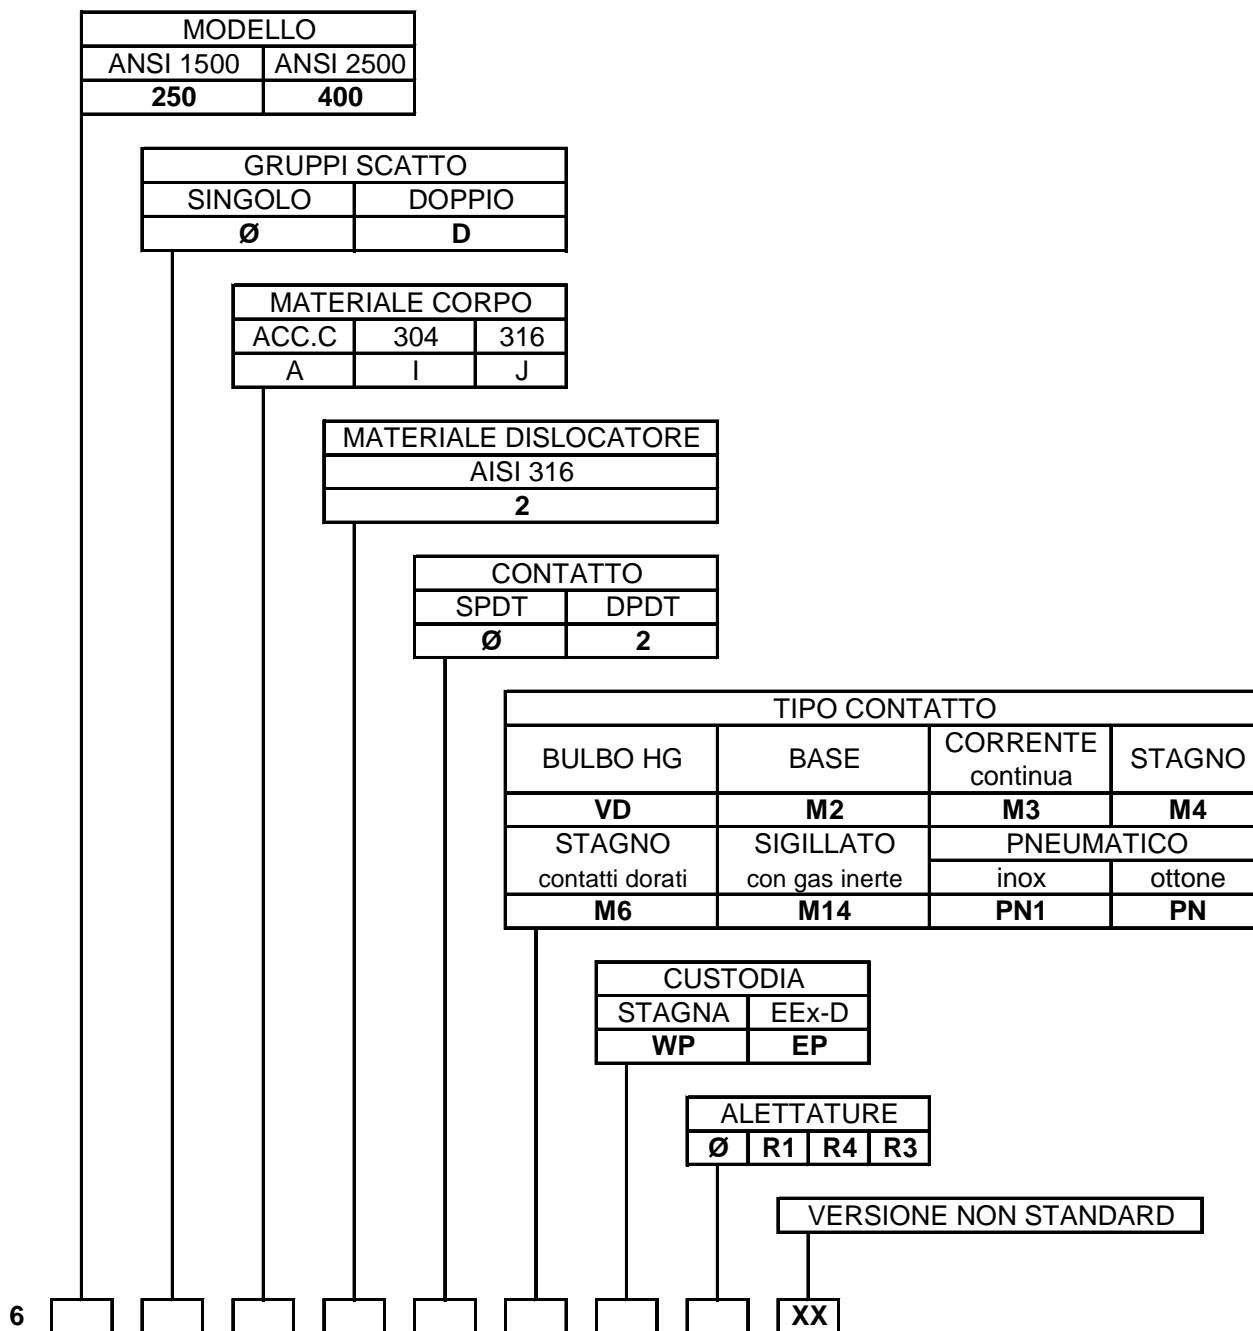 MODELLO
ANSI 1500 ANSI 2500
250 400
GRUPPI SCATTO
SINGOLO DOPPIO
Ø D
MATERIALE CORPO
ACC.C 304 316
A I J
MATERIALE DISLOCATORE
AISI 316
2
CONTATTO
SPDT DPDT
Ø 2
TIPO CONTATTO
BULBO HG BASE CORRENTE continua STAGNO
VD M2 M3 M4
STAGNO contatti dorati SIGILLATO con gas inerte PNEUMATICO
inox ottone
M6 M14 PN1 PN
CUSTODIA
STAGNA EEx-D
WP EP
ALETTATURE
Ø R1 R4 R3
VERSIONE NON STANDARD
6 XX